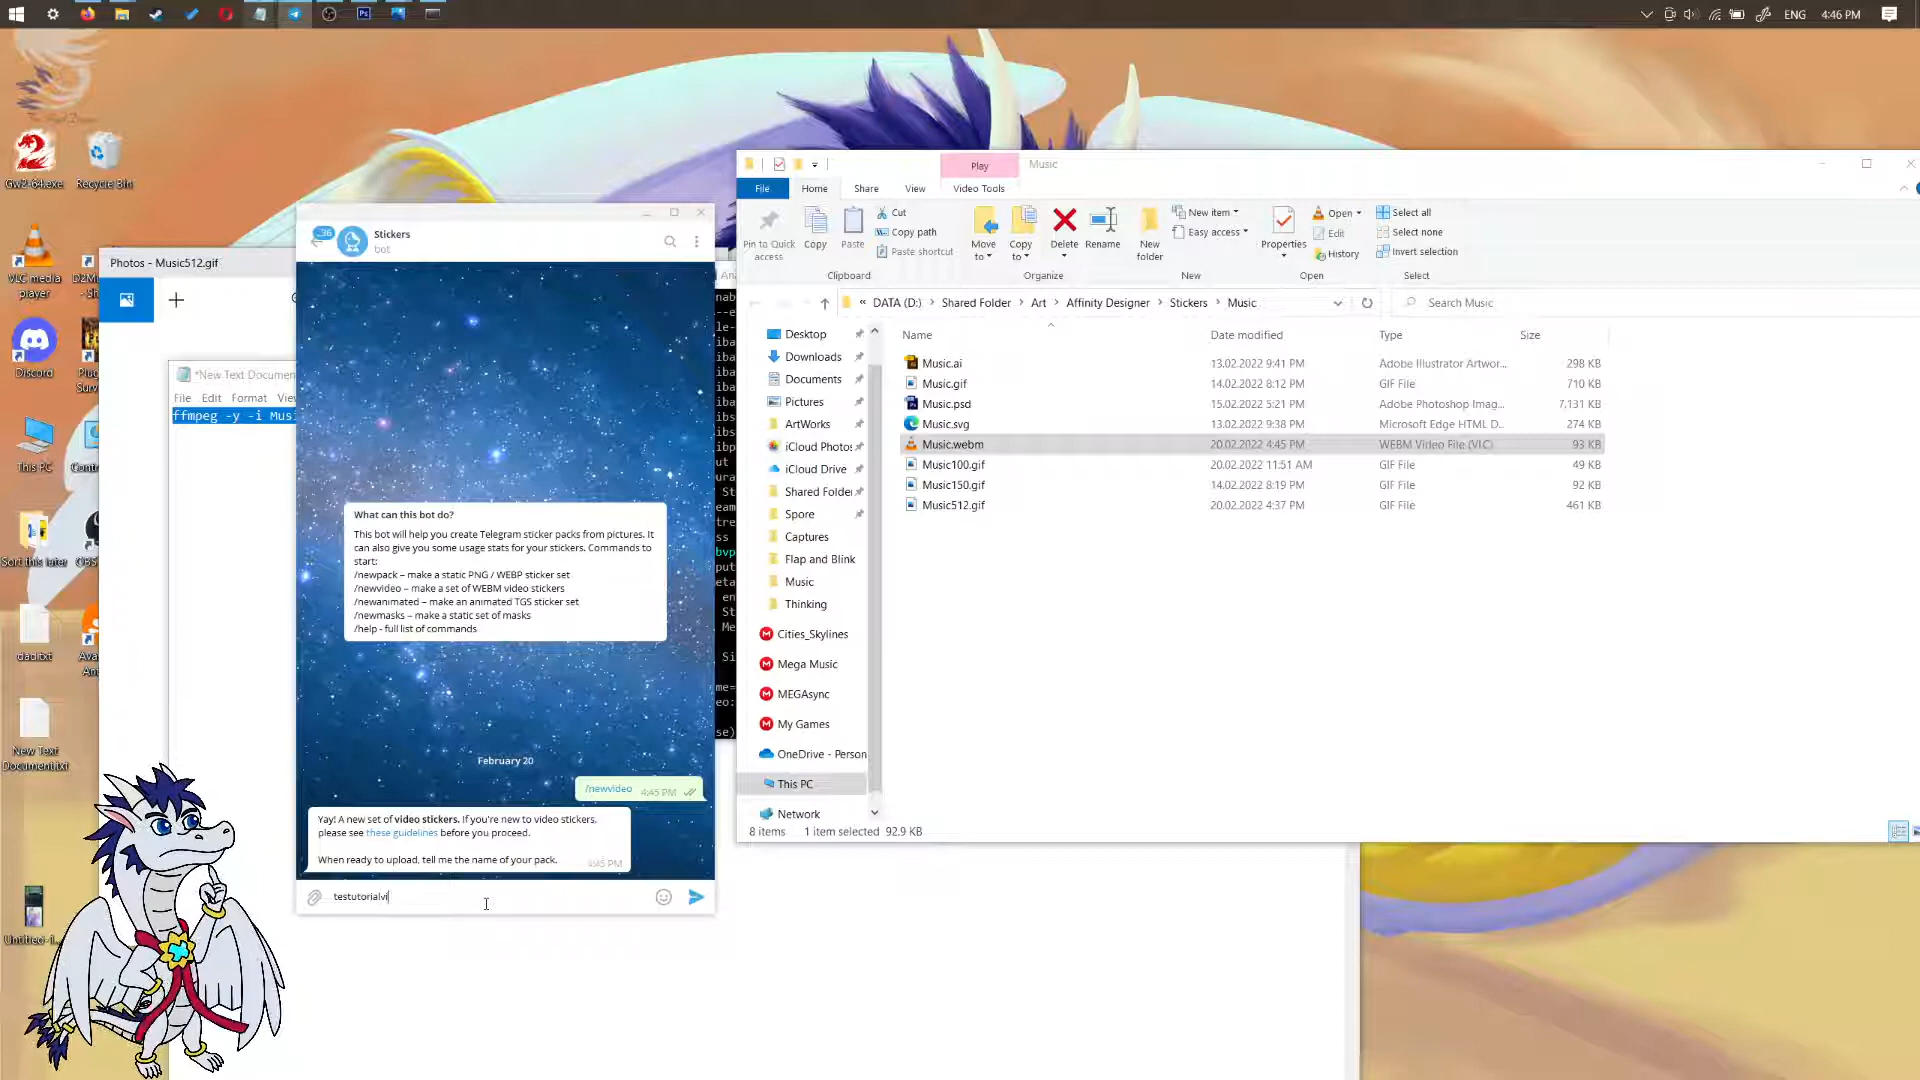 ENG
4:46 PM
Gw2-64.exe
Recycle Bin
VLC media
player
Discord
This PC
Sort this later
New Text
Document.txt
Photos - Music512.gif
*New Text Documen
File
Edit
Format
ffmpeg -y -i Musi
36
Stickers
bot
What can this bot do?
This bot will help you create Telegram sticker packs from pictures. It
can also give you some usage stats for your stickers. Commands to
start:
/newpack – make a static PNG / WEBP sticker set
/newvideo – make a set of WEBM video stickers
/newanimated – make an animated TGS sticker set
/newmasks – make a static set of masks
/help - full list of commands
February 20
/newvideo
4:45 PM
Yay! A new set of video stickers. If you're new to video stickers,
please see these guidelines before you proceed.
When ready to upload, tell me the name of your pack.
4:45 PM
testutorialvi
Play
Music
File
Home
Share
View
Video Tools
Pin to Quick
access
Copy
Paste
Cut
Copy path
Paste shortcut
Clipboard
Move
to
Copy
to
Delete
Rename
Organize
New
folder
New item
Easy access
New
Properties
Open
Edit
History
Open
Select all
Select none
Invert selection
Select
« DATA (D:)
Shared Folder
Art
Affinity Designer
Stickers
Music
Search Music
Desktop
Downloads
Documents
Pictures
ArtWorks
iCloud Photos
iCloud Drive
Shared Folder
Spore
Captures
Flap and Blink
Music
Thinking
Cities_Skylines
Mega Music
MEGAsync
My Games
OneDrive - Person
This PC
Network
Name
Date modified
Type
Size
Music.ai
13.02.2022 9:41 PM
Adobe Illustrator Artwor...
298 KB
Music.gif
14.02.2022 8:12 PM
GIF File
710 KB
Music.psd
15.02.2022 5:21 PM
Adobe Photoshop Imag...
7,131 KB
Music.svg
13.02.2022 9:38 PM
Microsoft Edge HTML D...
274 KB
Music.webm
20.02.2022 4:45 PM
WEBM Video File (VLC)
93 KB
Music100.gif
20.02.2022 11:51 AM
GIF File
49 KB
Music150.gif
14.02.2022 8:19 PM
GIF File
92 KB
Music512.gif
20.02.2022 4:37 PM
GIF File
461 KB
8 items
1 item selected 92.9 KB